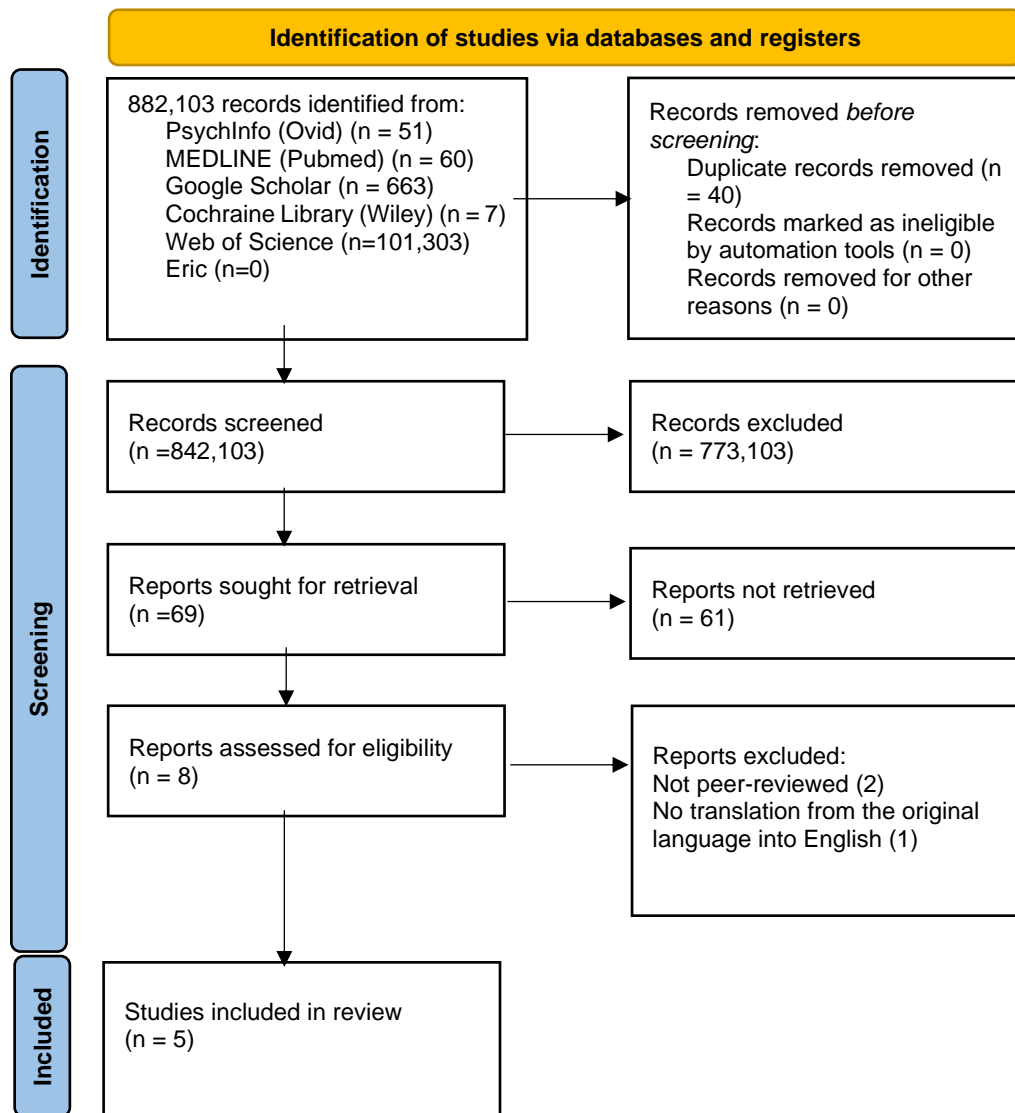 Identification of studies via databases and registers
Identification
882,103 records identified from:
PsychInfo (Ovid) (n = 51)
MEDLINE (Pubmed) (n = 60)
Google Scholar (n = 663)
Cochraine Library (Wiley) (n = 7)
Web of Science (n=101,303)
Eric (n=0)
Records removed before
screening:
Duplicate records removed (n
= 40)
Records marked as ineligible
by automation tools (n = 0)
Records removed for other
reasons (n = 0)
Screening
Records screened
(n =842,103)
Records excluded
(n = 773,103)
Reports sought for retrieval
(n =69)
Reports not retrieved
(n = 61)
Reports assessed for eligibility
(n = 8)
Reports excluded:
Not peer-reviewed (2)
No translation from the original
language into English (1)
Included
Studies included in review
(n = 5)